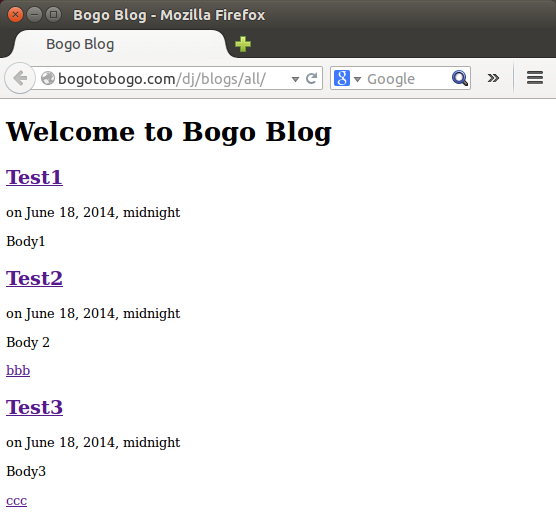 Bogo Blog - Mozilla Firefox
Bogo Blog
bogotobogo.com/dj/blogs/all/
Google
Welcome to Bogo Blog
Test1
on June 18, 2014, midnight
Body1
Test2
on June 18, 2014, midnight
Body 2
bbb
Test3
on June 18, 2014, midnight
Body3
ccc